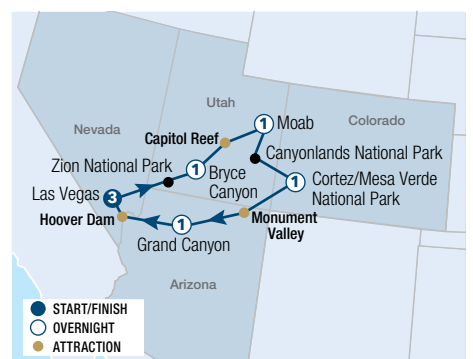 Utah
Nevada
Colorado
Capitol Reef
1
Moab
Zion National Park
1
Bryce
Canyon
Canyonlands National Park
Las Vegas
3
1
Cortez/Mesa Verde
National Park
Hoover Dam
1
Grand Canyon
Monument
Valley
Arizona
START/FINISH
OVERNIGHT
ATTRACTION